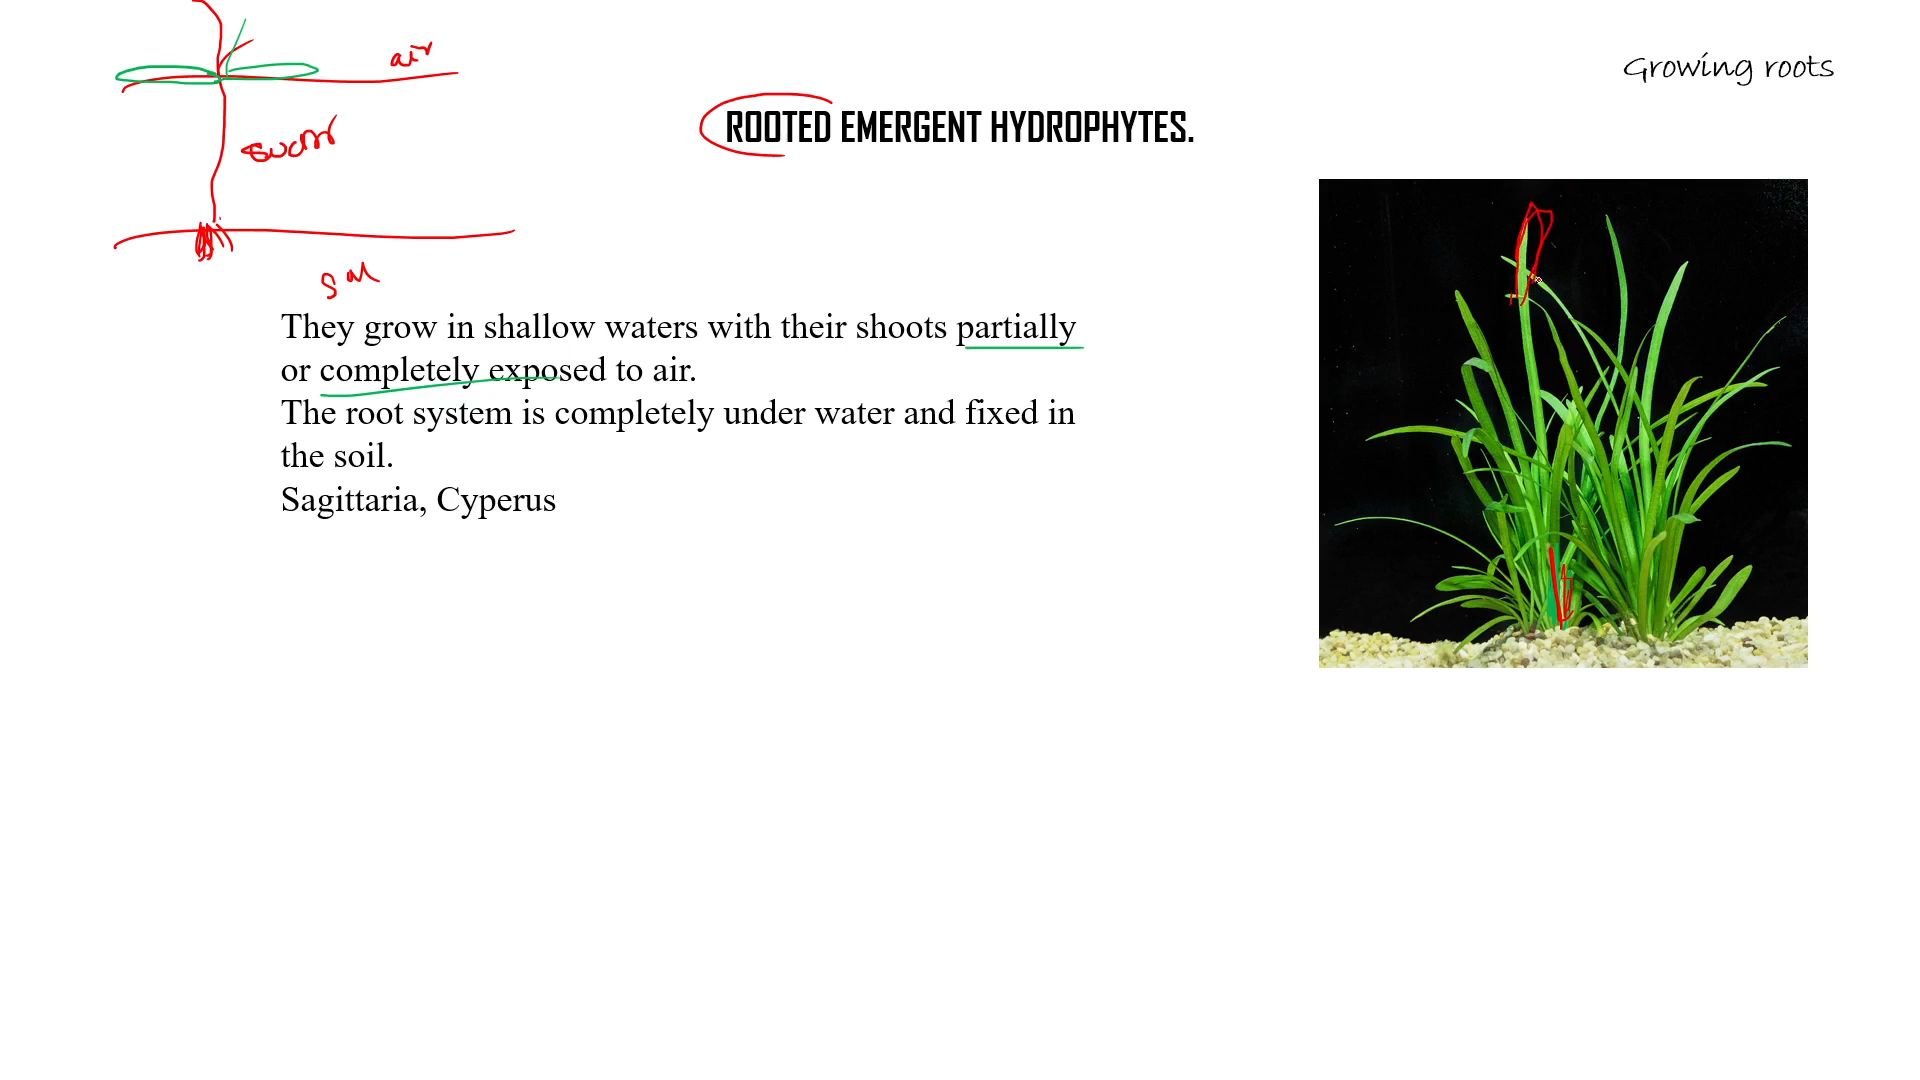 air
Growing roots
ROOTED EMERGENT HYDROPHYTES.
They grow in shallow waters with their shoots partially
or completely exposed to air.
The root system is completely under water and fixed in
the soil.
Sagittaria, Cyperus